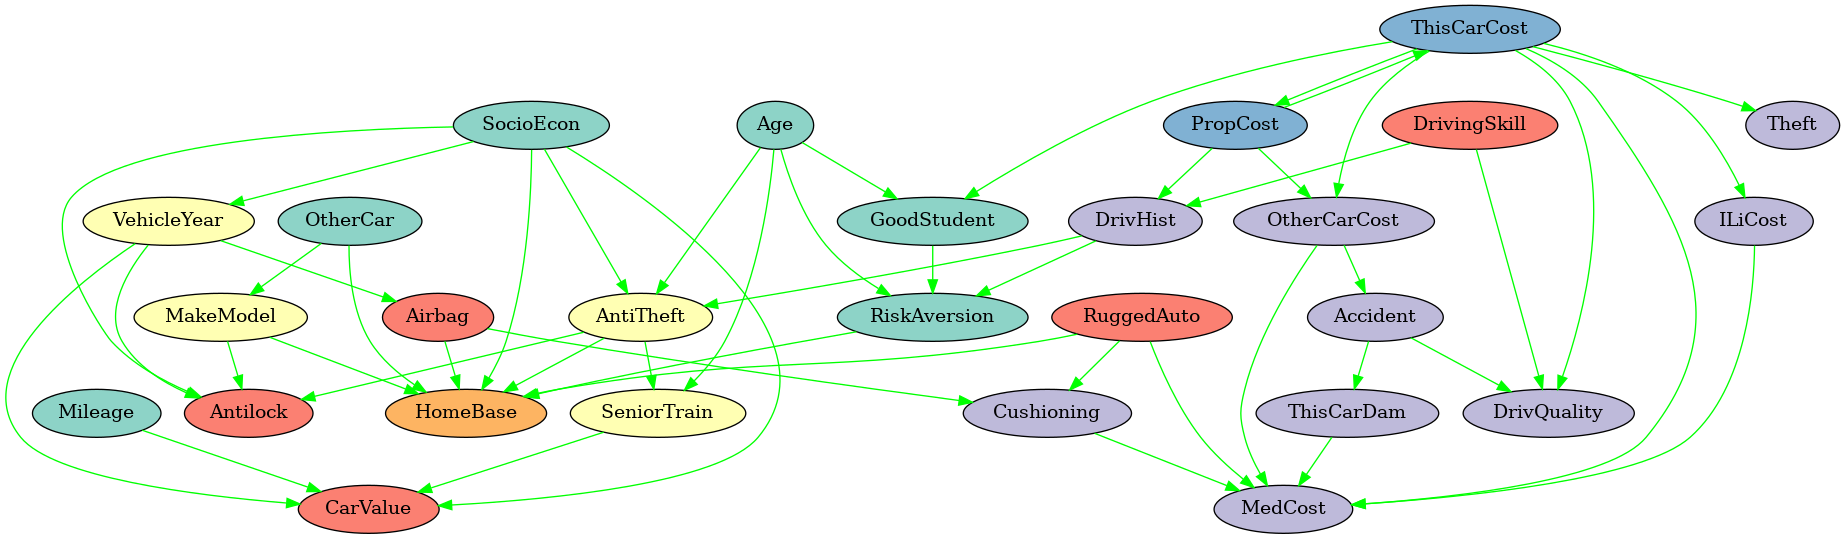 ThisCarCost
SocioEcon
Age
PropCost
DrivingSkill
Theft
VehicleYear
OtherCar
GoodStudent
DrivHist
OtherCarCost
ILiCost
MakeModel
Airbag
AntiTheft
RiskAversion
RuggedAuto
Accident
Mileage
Antilock
HomeBase
SeniorTrain
Cushioning
ThisCarDam
DrivQuality
CarValue
MedCost